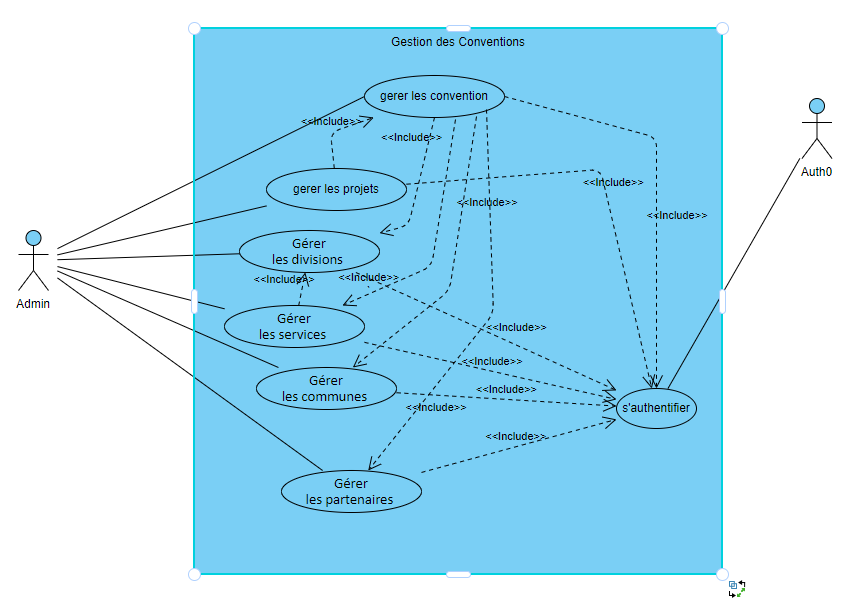 Gestion des Conventions
gerer les convention
<<Include>>
<<Include>>
Auth0
gerer les projets
<<Include>>
<<Include>>
<<Include>>
Gérer
les divisions
<<Include>>
<<Include>>
Admin
Gérer
les services
<<Include>>
<<Include>>
Gérer
les communes
<<Include>>
<<Include>>
s'authentifier
<<Include>>
Gérer
les partenaires